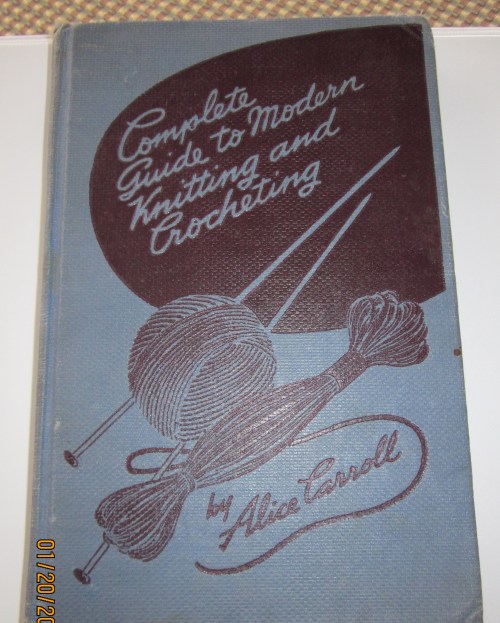 Complete
Guide to Modern
Knitting and
Crocheting
by Alice Carroll
01/20/20